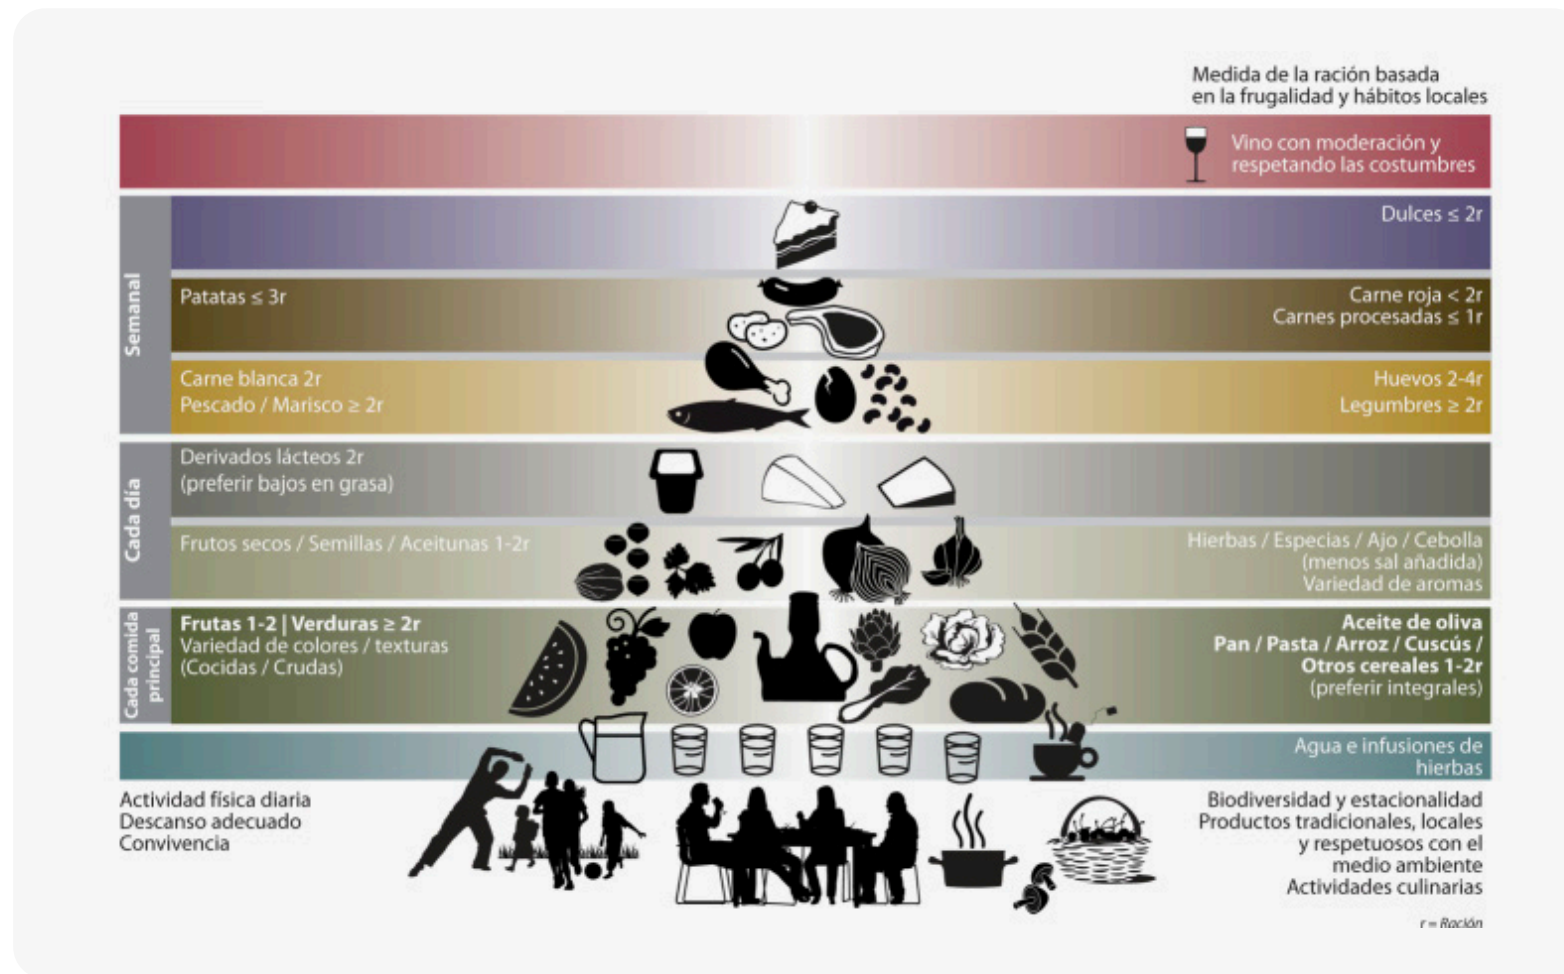 Medida de la ración basada
en la frugalidad y hábitos locales
Vino con moderación y
respetando las costumbres
Semanal
Dulces ≤ 2r
Patatas ≤ 3r
Carne roja < 2r
Carnes procesadas ≤ 1r
Carne blanca 2r
Pescado / Marisco ≥ 2r
Huevos 2-4r
Legumbres ≥ 2r
Cada día
Derivados lácteos 2r
(preferir bajos en grasa)
Frutos secos / Semillas / Aceitunas 1-2r
Hierbas / Especias / Ajo / Cebolla
(menos sal añadida)
Variedad de aromas
Cada comida
principal
Frutas 1-2 | Verduras ≥ 2r
Variedad de colores / texturas
(Cocidas / Crudas)
Aceite de oliva
Pan / Pasta / Arroz / Cuscús /
Otros cereales 1-2r
(preferir integrales)
Agua e infusiones de
hierbas
Actividad física diaria
Descanso adecuado
Convivencia
Biodiversidad y estacionalidad
Productos tradicionales, locales
y respetuosos con el
medio ambiente
Actividades culinarias
r = Ración